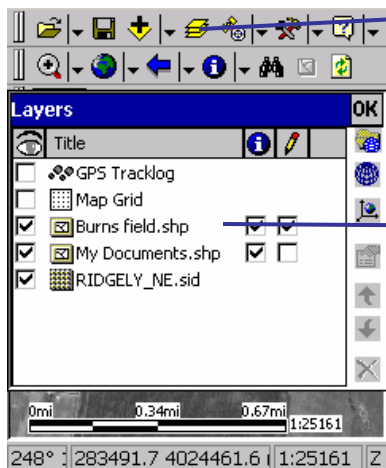 Layers OK
Title
GPS Tracklog
Map Grid
Burns field.shp
My Documents.shp
RIDGELY_NE.sid
0mi 0.34mi 0.67mi
1:25161
248° 283491.7 4024461.6 1:25161 Z